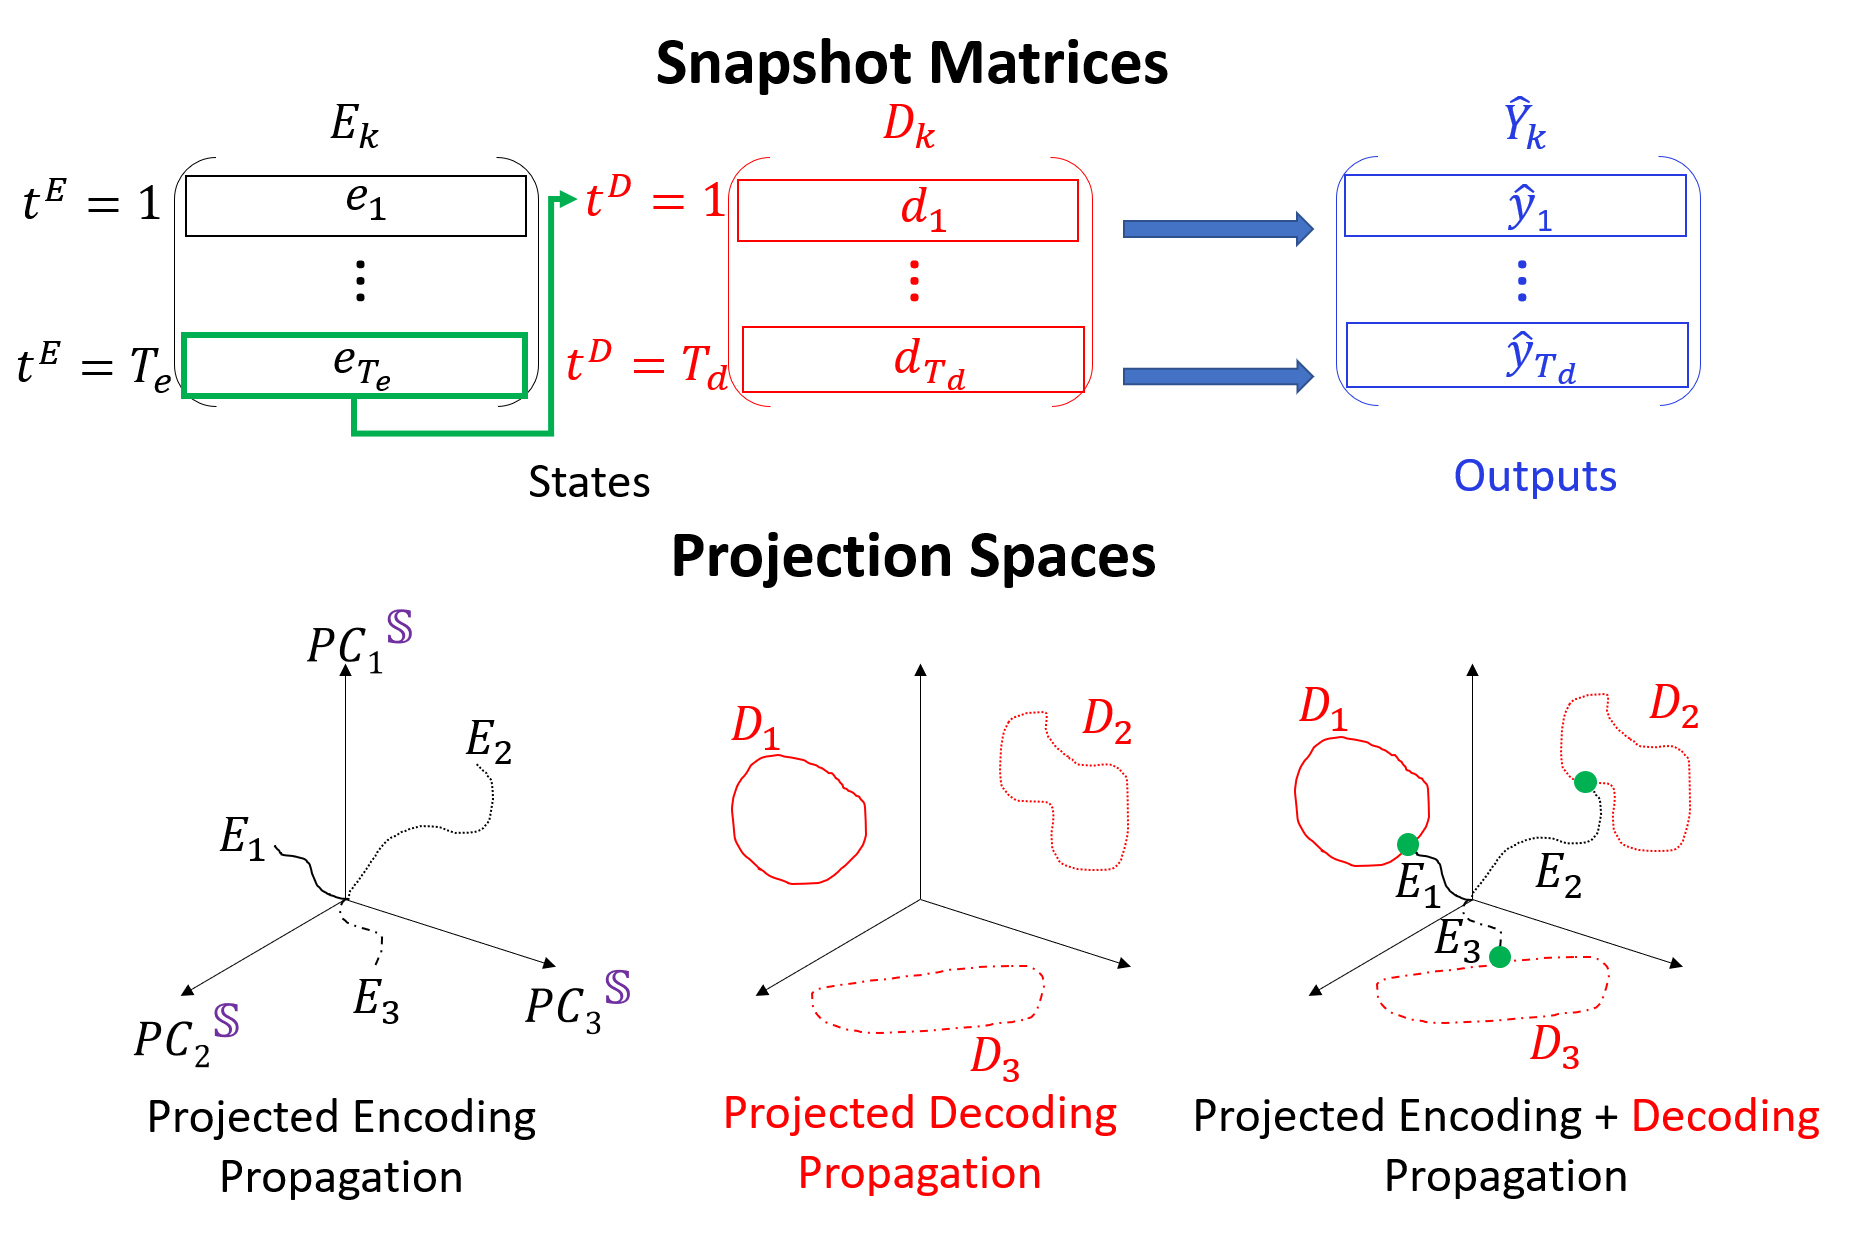 Snapshot Matrices
E_k D_k Ŷ_k
t^E = 1 e_1 t^D = 1 d_1 ŷ_1
⋮ ⋮ ⋮
t^E = T_e e_{T_e} t^D = T_d d_{T_d} ŷ_{T_d}
States Outputs
Projection Spaces
PC_1^𝕊
E_2
E_1
E_3
PC_2^𝕊
PC_3^𝕊
Projected Encoding
Propagation
D_1
D_2
D_3
Projected Decoding
Propagation
D_1
D_2
E_1
E_2
E_3
D_3
Projected Encoding + Decoding
Propagation